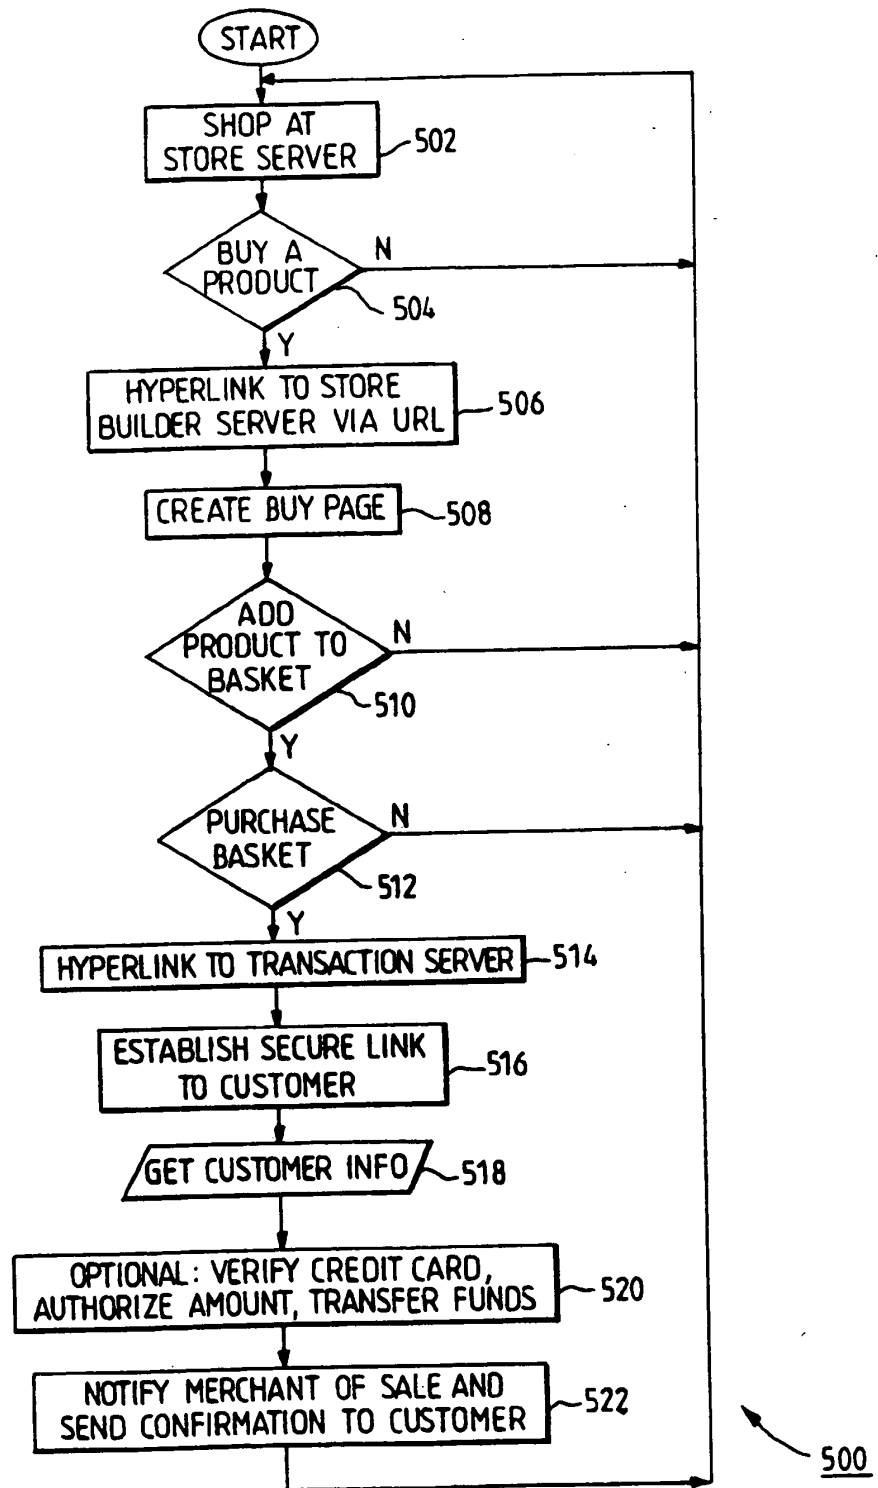 START
SHOP AT
STORE SERVER
502
BUY A
PRODUCT
N
504
Y
HYPERLINK TO STORE
BUILDER SERVER VIA URL
506
CREATE BUY PAGE
508
ADD
PRODUCT TO
BASKET
N
510
Y
PURCHASE
BASKET
N
512
Y
HYPERLINK TO TRANSACTION SERVER
514
ESTABLISH SECURE LINK
TO CUSTOMER
516
GET CUSTOMER INFO
518
OPTIONAL: VERIFY CREDIT CARD,
AUTHORIZE AMOUNT, TRANSFER FUNDS
520
NOTIFY MERCHANT OF SALE AND
SEND CONFIRMATION TO CUSTOMER
522
500